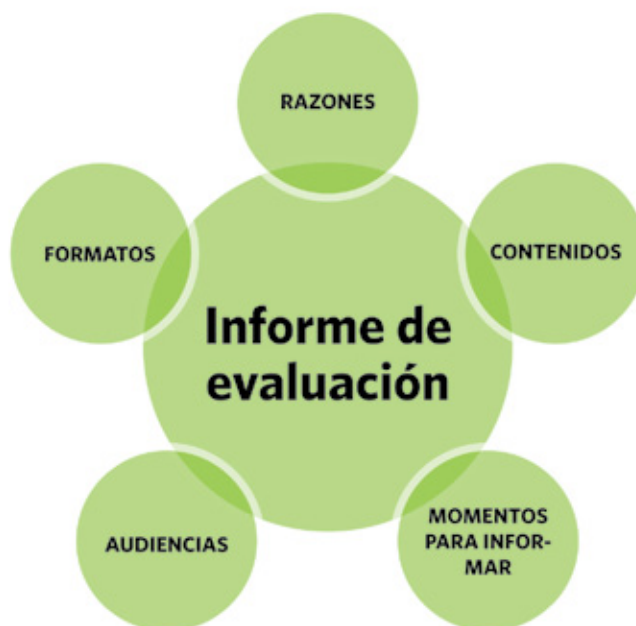 RAZONES
FORMATOS
CONTENIDOS
Informe de
evaluación
AUDIENCIAS
MOMENTOS
PARA INFOR-
MAR